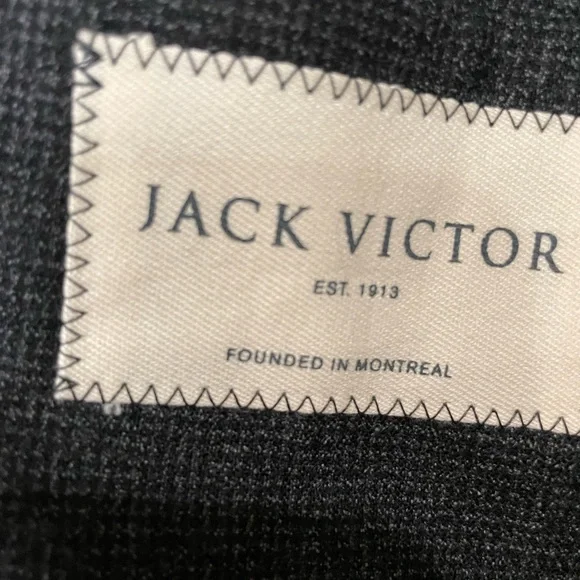 JACK VICTOR
EST. 1913
FOUNDED IN MONTREAL